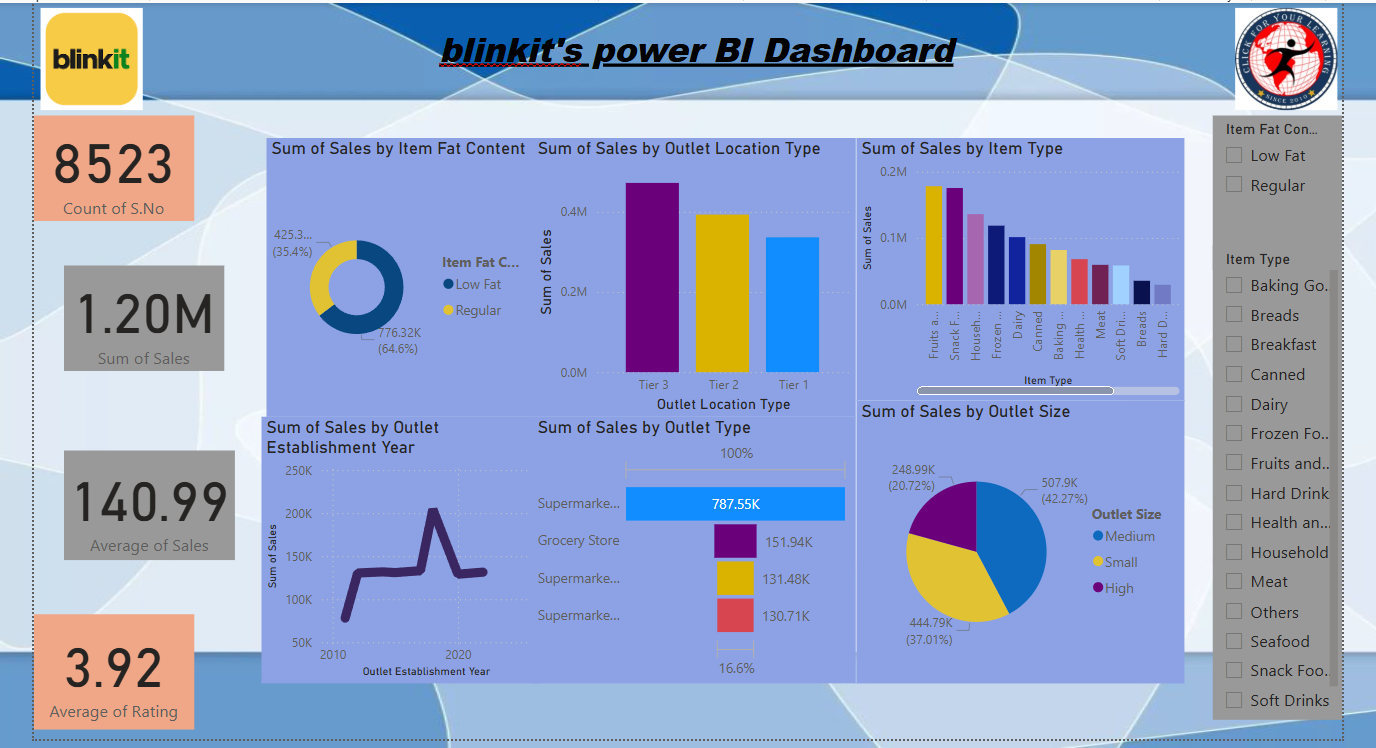 blinkit
blinkit's power BI Dashboard
CLICK FOR YOUR LEARNING
SINCE 2010
8523
Count of S.No
1.20M
Sum of Sales
140.99
Average of Sales
3.92
Average of Rating
Sum of Sales by Item Fat Content
425.3...
(35.4%)
776.32K
(64.6%)
Item Fat C...
Low Fat
Regular
Sum of Sales by Outlet Location Type
Sum of Sales
0.4M
0.2M
0.0M
Tier 3
Tier 2
Tier 1
Outlet Location Type
Sum of Sales by Item Type
Sum of Sales
0.2M
0.1M
0.0M
Fruits a...
Snack F...
Househ...
Frozen ...
Dairy
Canned
Baking ...
Health ...
Meat
Soft Dri...
Breads
Hard D...
Item Type
Sum of Sales by Outlet
Establishment Year
Sum of Sales
250K
200K
150K
100K
50K
2010
2020
Outlet Establishment Year
Sum of Sales by Outlet Type
100%
Supermarke...
787.55K
Grocery Store
151.94K
Supermarke...
131.48K
Supermarke...
130.71K
16.6%
Sum of Sales by Outlet Size
248.99K
(20.72%)
507.9K
(42.27%)
444.79K
(37.01%)
Outlet Size
Medium
Small
High
Item Fat Con...
Low Fat
Regular
Item Type
Baking Go..
Breads
Breakfast
Canned
Dairy
Frozen Fo..
Fruits and..
Hard Drink
Health an...
Household
Meat
Others
Seafood
Snack Foo..
Soft Drinks